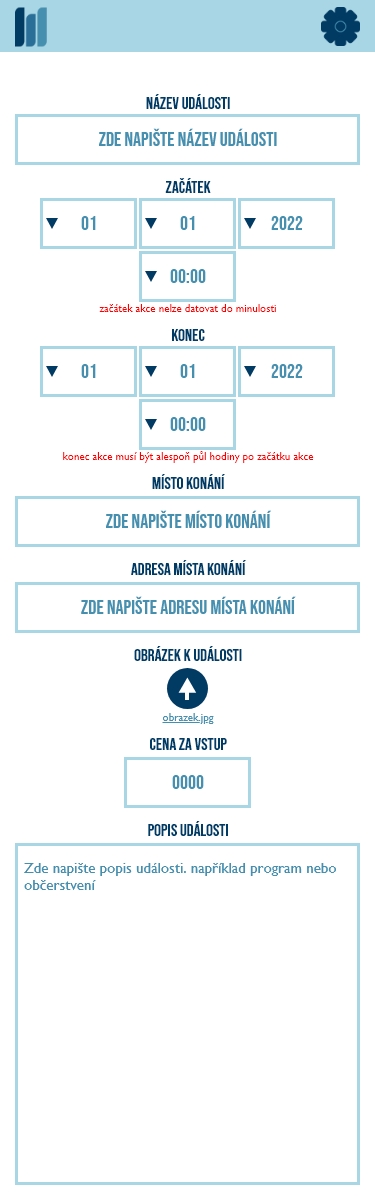 NÁZEV UDÁLOSTI
ZDE NAPIŠTE NÁZEV UDÁLOSTI
ZAČÁTEK
01 01 2022
00:00
začátek akce nelze datovat do minulosti
KONEC
01 01 2022
00:00
konec akce musí být alespoň půl hodiny po začátku akce
MÍSTO KONÁNÍ
ZDE NAPIŠTE MÍSTO KONÁNÍ
ADRESA MÍSTA KONÁNÍ
ZDE NAPIŠTE ADRESU MÍSTA KONÁNÍ
OBRÁZEK K UDÁLOSTI
obrazek.jpg
CENA ZA VSTUP
0000
POPIS UDÁLOSTI
Zde napište popis události. například program nebo
občerstvení